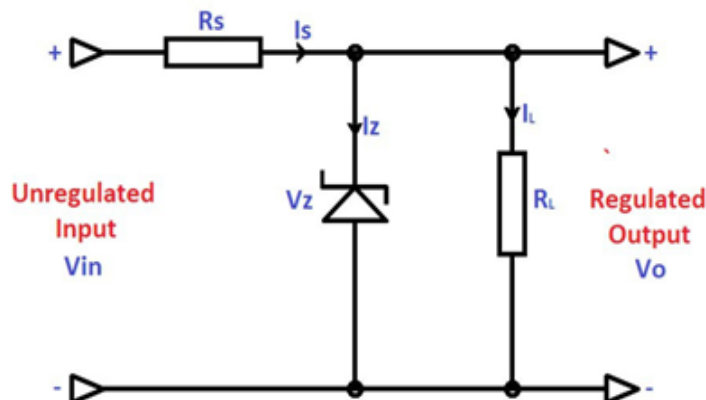 Rs
Is
+
+
Iz
IL
Unregulated
Input
Vin
Vz
RL
Regulated
Output
Vo
-
-